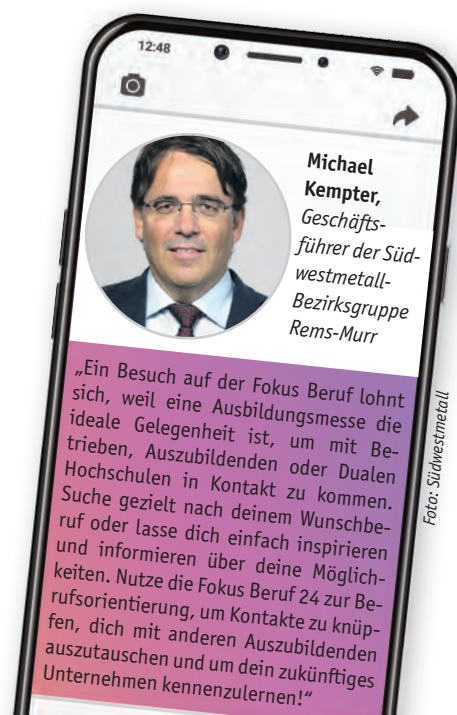 12:48
Michael
Kempter,
Geschäfts-
führer der Süd-
westmetall-
Bezirksgruppe
Rems-Murr
„Ein Besuch auf der Fokus Beruf lohnt
sich, weil eine Ausbildungsmesse die
ideale Gelegenheit ist, um mit Be-
trieben, Auszubildenden oder Dualen
Hochschulen in Kontakt zu kommen.
Suche gezielt nach deinem Wunschbe-
ruf oder lasse dich einfach inspirieren
und informieren über deine Möglich-
keiten. Nutze die Fokus Beruf 24 zur Be-
rufsorientierung, um Kontakte zu knüp-
fen, dich mit anderen Auszubildenden
auszutauschen und um dein zukünftiges
Unternehmen kennenzulernen!“
Foto: Südwestmetall